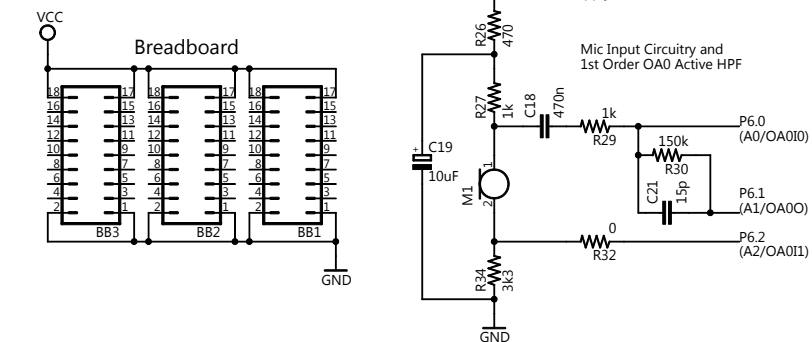 VCC
Breadboard
18 17 18 17 18 17
16 15 16 15 16 15
14 13 14 13 14 13
12 11 12 11 12 11
10 9 10 9 10 9
8 7 8 7 8 7
6 5 6 5 6 5
4 3 4 3 4 3
2 1 2 1 2 1
BB3 BB2 BB1
GND
R26
470
Mic Input Circuitry and
1st Order OA0 Active HPF
R27
1k
C18
470n
1k
R29
P6.0
(A0/OA0I0)
+
C19
10uF
150k
R30
C21
15p
1
M1
2
P6.1
(A1/OA0O)
0
R32
P6.2
(A2/OA0I1)
R34
3k3
GND